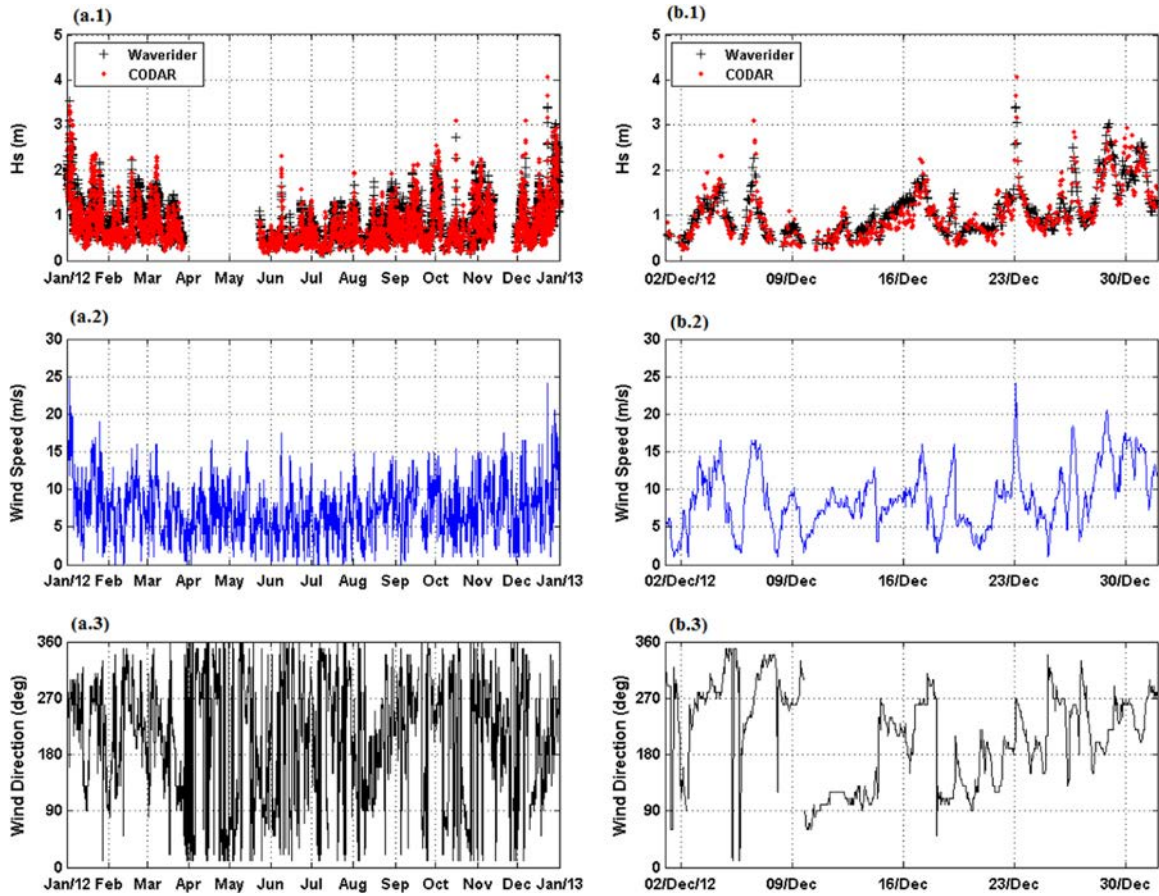 (a.1)
5
4
3
2
1
0
Hs (m)
Waverider
CODAR
Jan/12 Feb Mar Apr May Jun Jul Aug Sep Oct Nov Dec Jan/13
(b.1)
5
4
3
2
1
0
Hs (m)
Waverider
CODAR
02/Dec/12 09/Dec 16/Dec 23/Dec 30/Dec
(a.2)
30
25
20
15
10
5
0
Wind Speed (m/s)
Jan/12 Feb Mar Apr May Jun Jul Aug Sep Oct Nov Dec Jan/13
(b.2)
30
25
20
15
10
5
0
Wind Speed (m/s)
02/Dec/12 09/Dec 16/Dec 23/Dec 30/Dec
(a.3)
360
270
180
90
0
Wind Direction (deg)
Jan/12 Feb Mar Apr May Jun Jul Aug Sep Oct Nov Dec Jan/13
(b.3)
360
270
180
90
0
Wind Direction (deg)
02/Dec/12 09/Dec 16/Dec 23/Dec 30/Dec